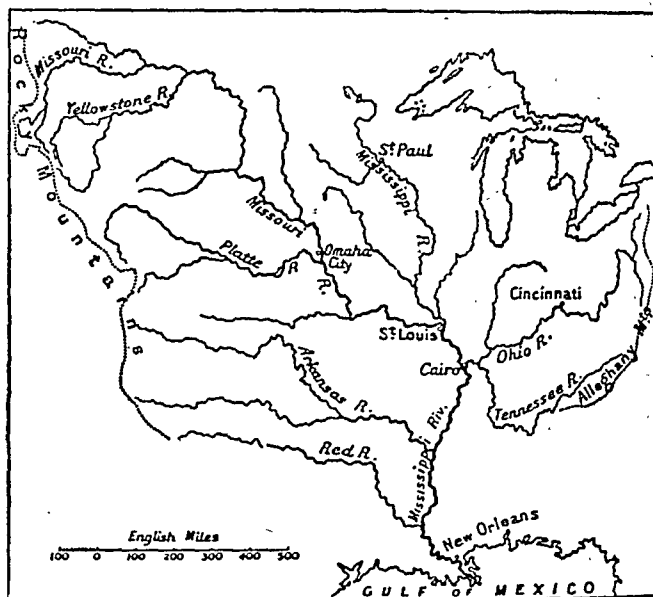 Rocky Mountains
Missouri R.
Yellowstone R.
St. Paul
Mississippi R.
Missouri R.
Platte R
Omaha City
Cincinnati
St. Louis
Ohio R.
Cairo
Arkansas R.
Tennessee R.
Alleghany Mts
Red R.
Mississippi Riv.
New Orleans
English Miles
100 0 100 200 300 400 500
GULF OF MEXICO